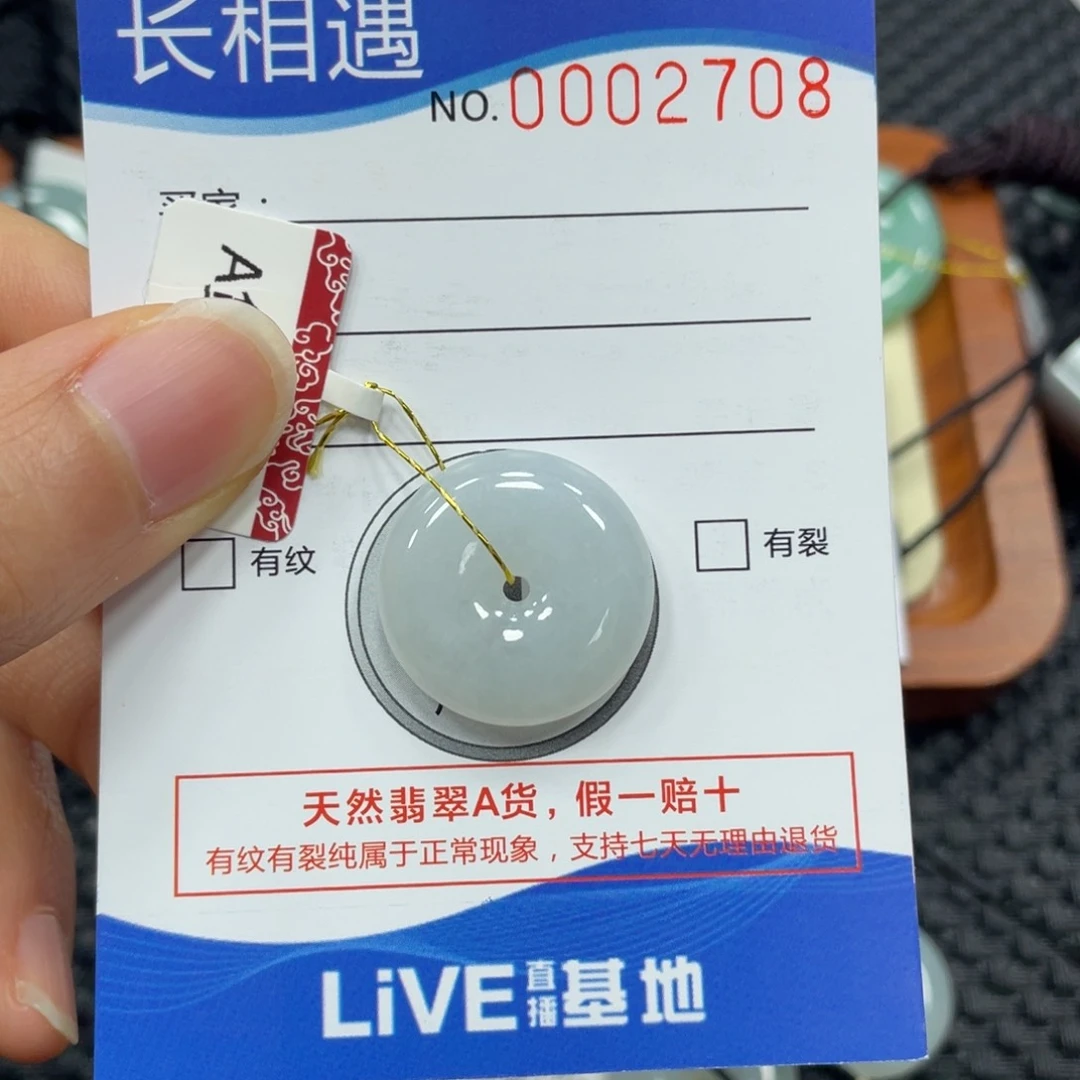 长相遇
NO. 0002708
买家：
A
有纹
有裂
天然翡翠A货，假一赔十
有纹有裂纯属于正常现象，支持七天无理由退货
LiVE直播基地